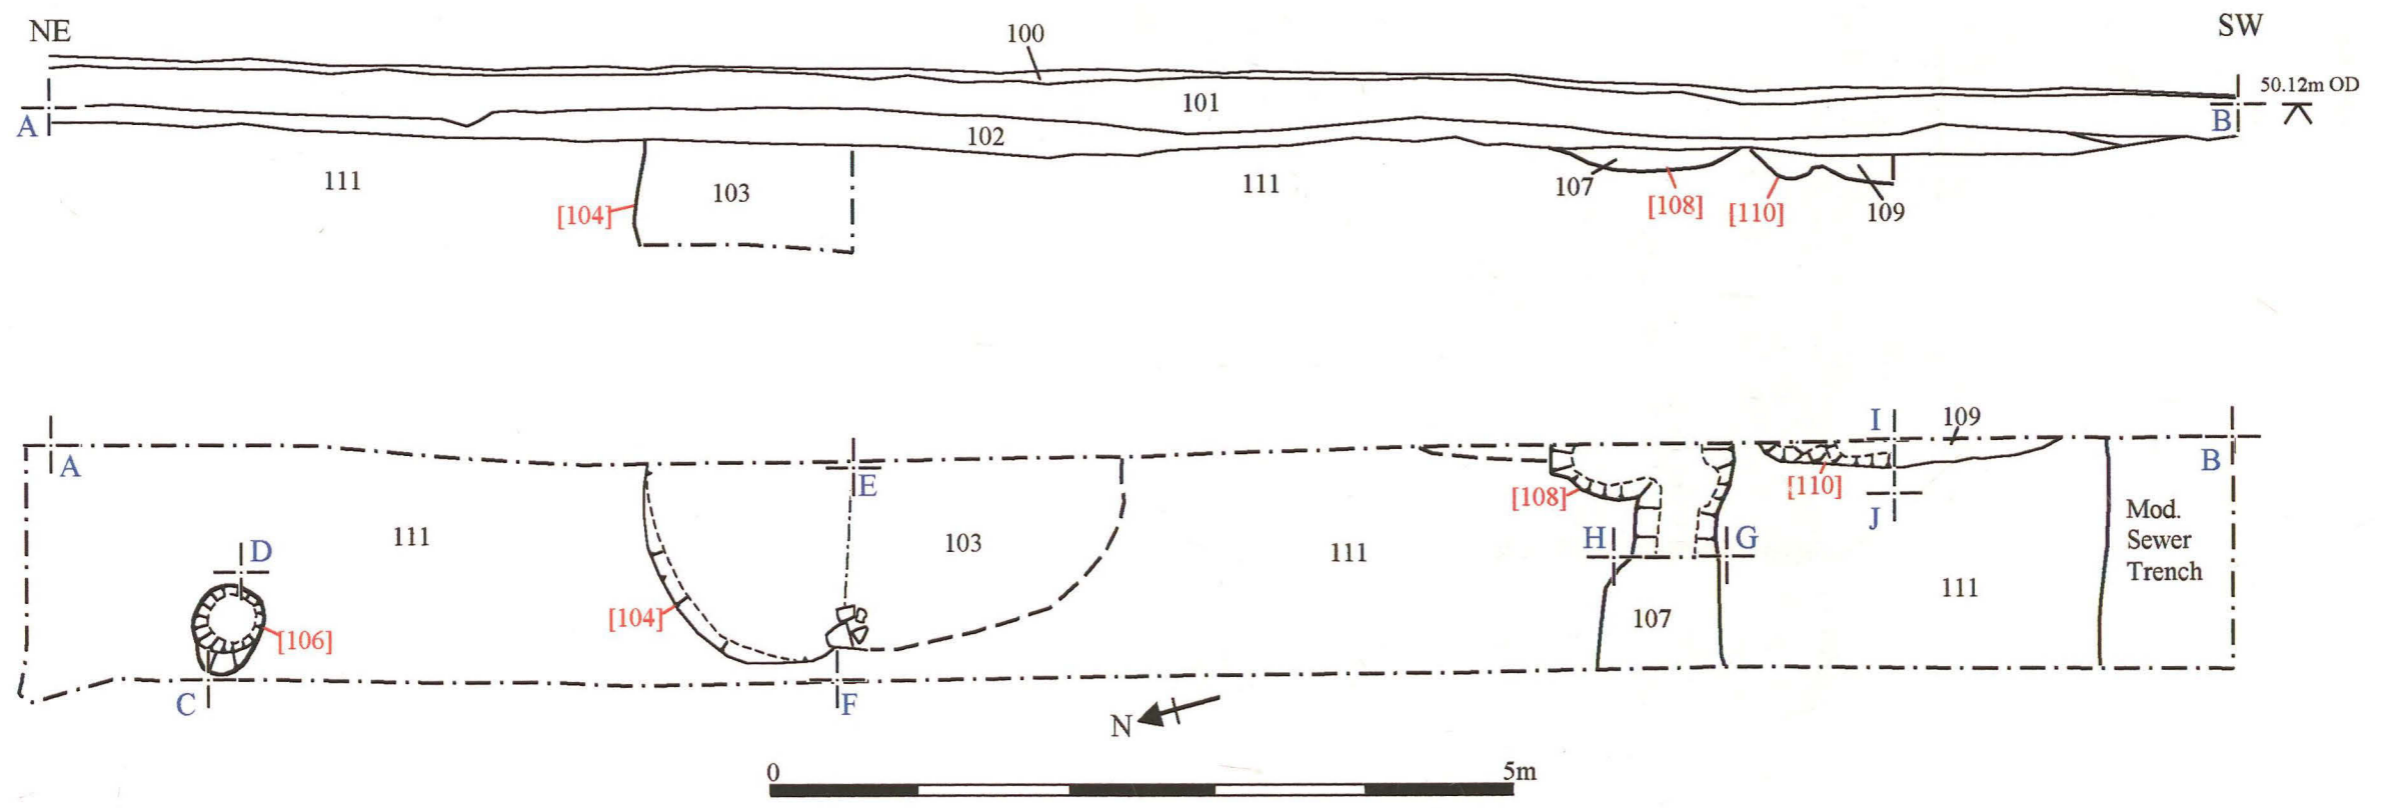 NE
SW
100
50.12m OD
101
A
B
102
111
103
[104]
111
107
[108]
[110]
109
A
E
I
109
B
[108]
[110]
J
Mod.
Sewer
Trench
111
103
111
H
G
D
111
[104]
107
[106]
C
F
N
0
5m